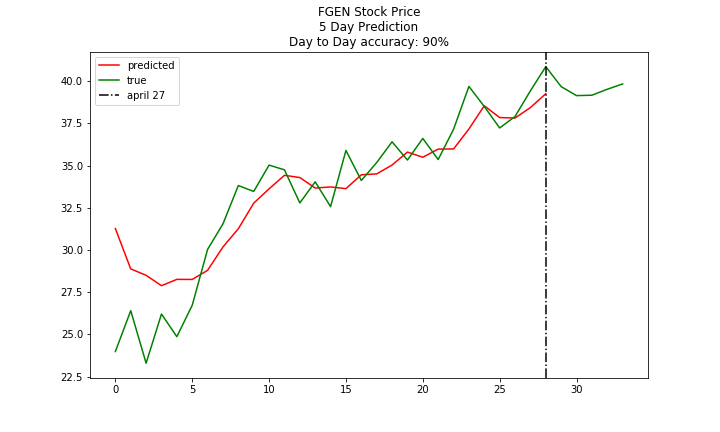 FGEN Stock Price
5 Day Prediction
Day to Day accuracy: 90%
predicted
true
april 27
40.0
37.5
35.0
32.5
30.0
27.5
25.0
22.5
0 5 10 15 20 25 30